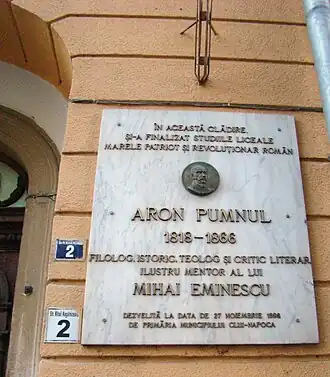 ÎN ACEASTĂ CLĂDIRE,
ȘI-A FINALIZAT STUDIILE LICEALE
MARELE PATRIOT ȘI REVOLUȚIONAR ROMÂN
ARON PUMNUL
1818-1866
FILOLOG, ISTORIC, TEOLOG ȘI CRITIC LITERAR
ILUSTRU MENTOR AL LUI
MIHAI EMINESCU
DEZVELITĂ LA DATA DE 27 NOIEMBRIE 1998
DE PRIMĂRIA MUNICIPIULUI CLUJ-NAPOCA
2
2